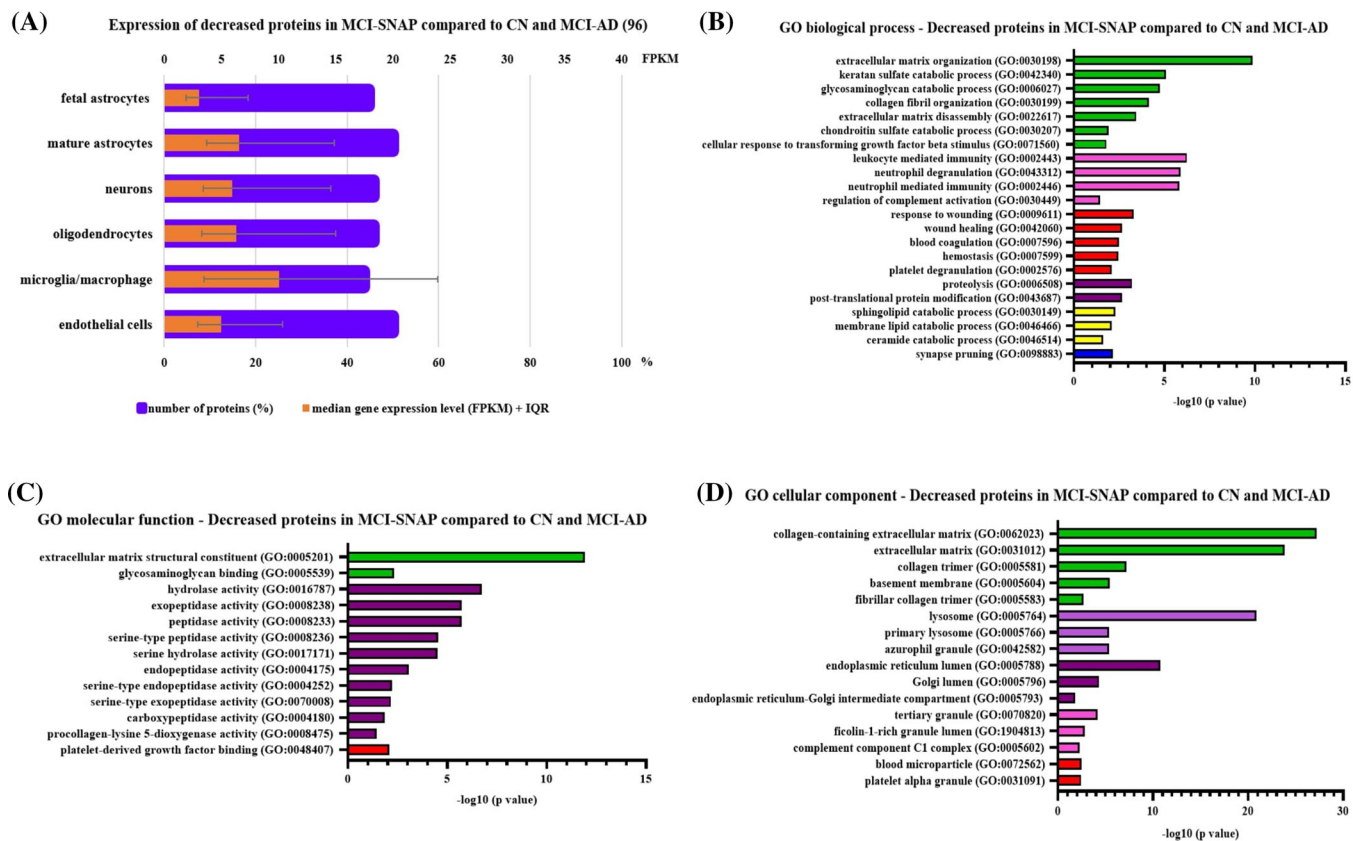 (A)
Expression of decreased proteins in MCI-SNAP compared to CN and MCI-AD (96)
0 5 10 15 20 25 30 35 40 FPKM
fetal astrocytes
mature astrocytes
neurons
oligodendrocytes
microglia/macrophage
endothelial cells
0 20 40 60 80 100 %
number of proteins (%) median gene expression level (FPKM) + IQR
(B)
GO biological process - Decreased proteins in MCI-SNAP compared to CN and MCI-AD
extracellular matrix organization (GO:0030198)
keratan sulfate catabolic process (GO:0042340)
glycosaminoglycan catabolic process (GO:0006027)
collagen fibril organization (GO:0030199)
extracellular matrix disassembly (GO:0022617)
chondroitin sulfate catabolic process (GO:0030207)
cellular response to transforming growth factor beta stimulus (GO:0071560)
leukocyte mediated immunity (GO:0002443)
neutrophil degranulation (GO:0043312)
neutrophil mediated immunity (GO:0002446)
regulation of complement activation (GO:0030449)
response to wounding (GO:0009611)
wound healing (GO:0042060)
blood coagulation (GO:0007596)
hemostasis (GO:0007599)
platelet degranulation (GO:0002576)
proteolysis (GO:0006508)
post-translational protein modification (GO:0043687)
sphingolipid catabolic process (GO:0030149)
membrane lipid catabolic process (GO:0046466)
ceramide catabolic process (GO:0046514)
synapse pruning (GO:0098883)
0 5 10 15
-log10 (p value)
(C)
GO molecular function - Decreased proteins in MCI-SNAP compared to CN and MCI-AD
extracellular matrix structural constituent (GO:0005201)
glycosaminoglycan binding (GO:0005539)
hydrolase activity (GO:0016787)
exopeptidase activity (GO:0008238)
peptidase activity (GO:0008233)
serine-type peptidase activity (GO:0008236)
serine hydrolase activity (GO:0017171)
endopeptidase activity (GO:0004175)
serine-type endopeptidase activity (GO:0004252)
serine-type exopeptidase activity (GO:0070008)
carboxypeptidase activity (GO:0004180)
procollagen-lysine 5-dioxygenase activity (GO:0008475)
platelet-derived growth factor binding (GO:0048407)
0 5 10 15
-log10 (p value)
(D)
GO cellular component - Decreased proteins in MCI-SNAP compared to CN and MCI-AD
collagen-containing extracellular matrix (GO:0062023)
extracellular matrix (GO:0031012)
collagen trimer (GO:0005581)
basement membrane (GO:0005604)
fibrillar collagen trimer (GO:0005583)
lysosome (GO:0005764)
primary lysosome (GO:0005766)
azurophil granule (GO:0042582)
endoplasmic reticulum lumen (GO:0005788)
Golgi lumen (GO:0005796)
endoplasmic reticulum-Golgi intermediate compartment (GO:0005793)
tertiary granule (GO:0070820)
ficolin-1-rich granule lumen (GO:1904813)
complement component C1 complex (GO:0005602)
blood microparticle (GO:0072562)
platelet alpha granule (GO:0031091)
0 10 20 30
-log10 (p value)